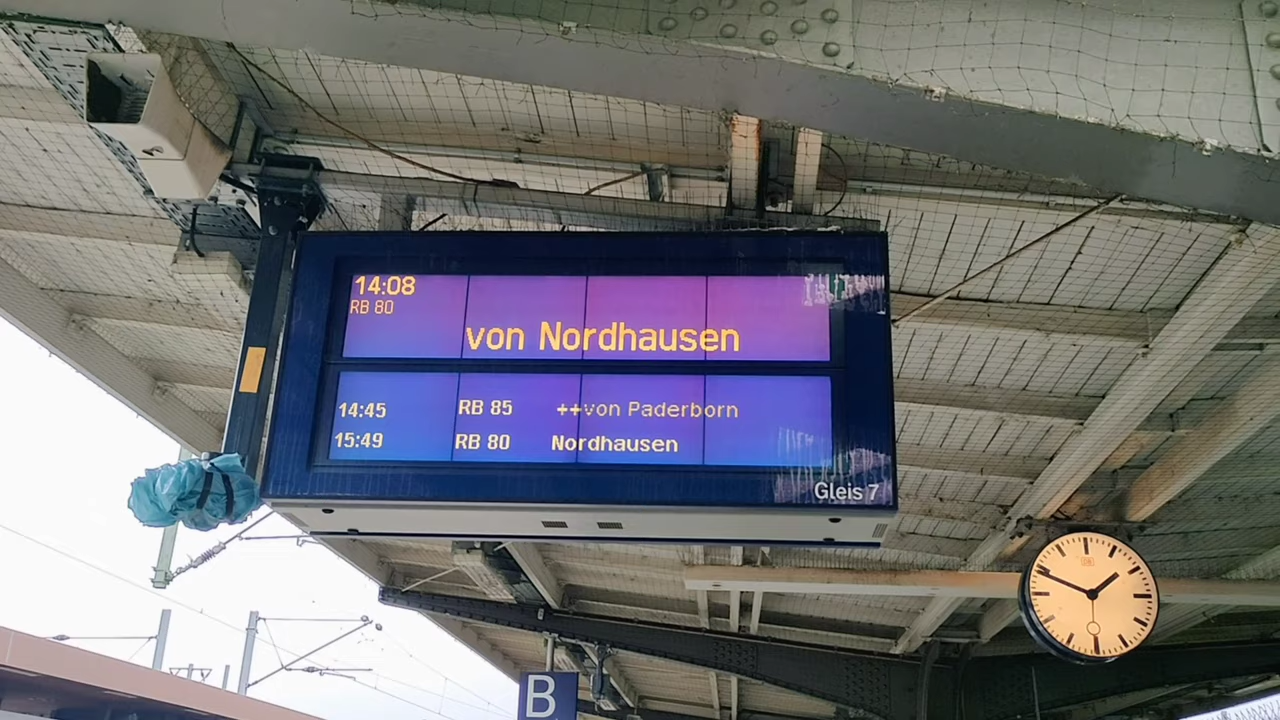 14:08
RB 80
von Nordhausen
14:45 RB 85 ++von Paderborn
15:49 RB 80 Nordhausen
Gleis 7
B